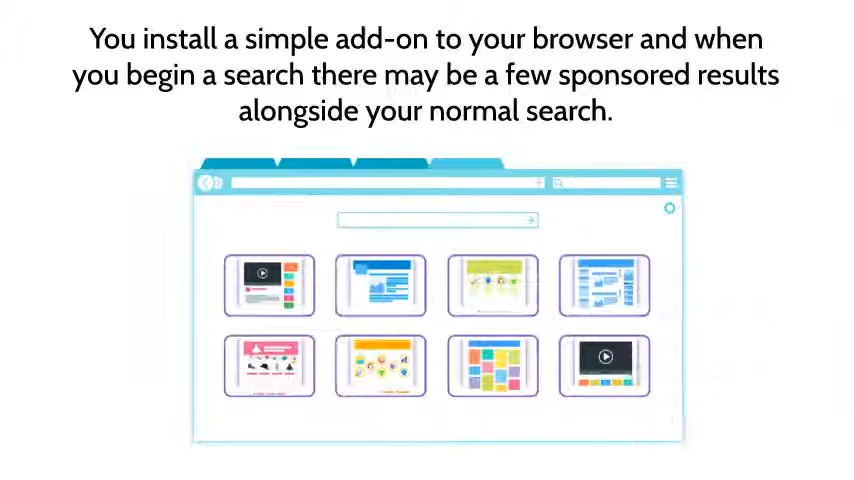 You install a simple add-on to your browser and when
you begin a search there may be a few sponsored results
alongside your normal search.